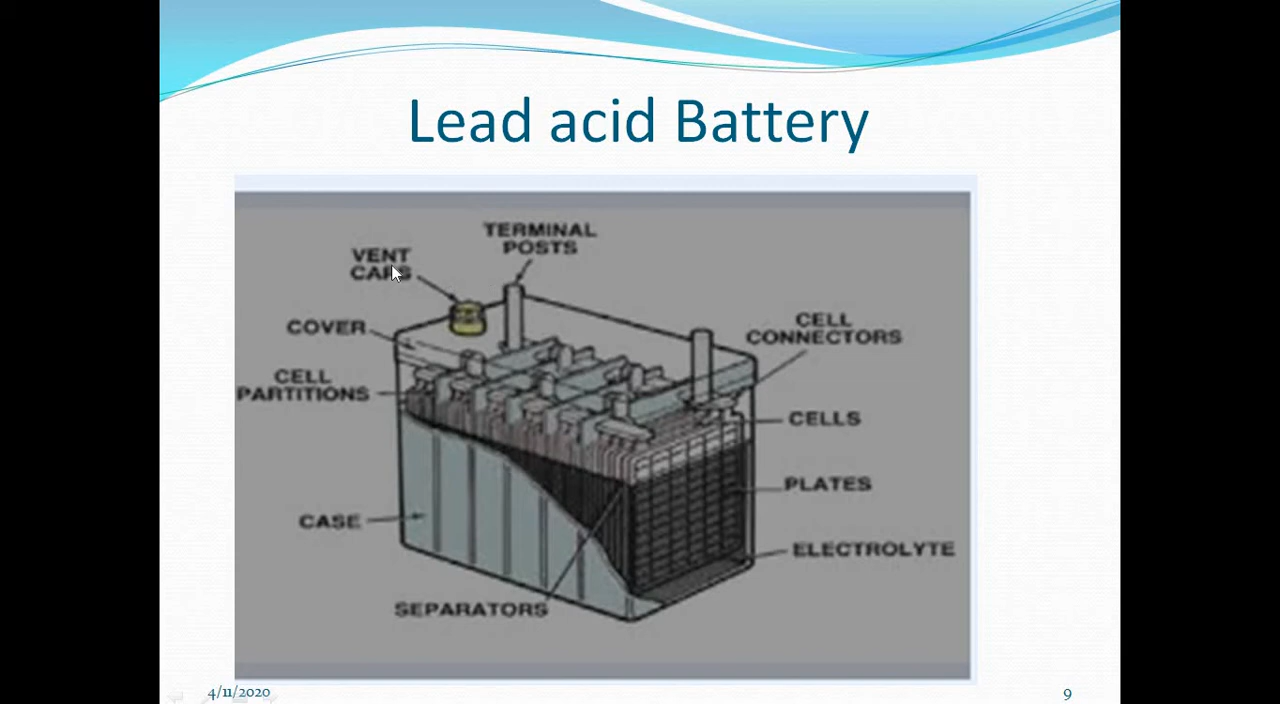 Lead acid Battery
TERMINAL
POSTS
VENT
CAPS
COVER
CELL
CONNECTORS
CELL
PARTITIONS
CELLS
PLATES
CASE
ELECTROLYTE
SEPARATORS
4/11/2020
9